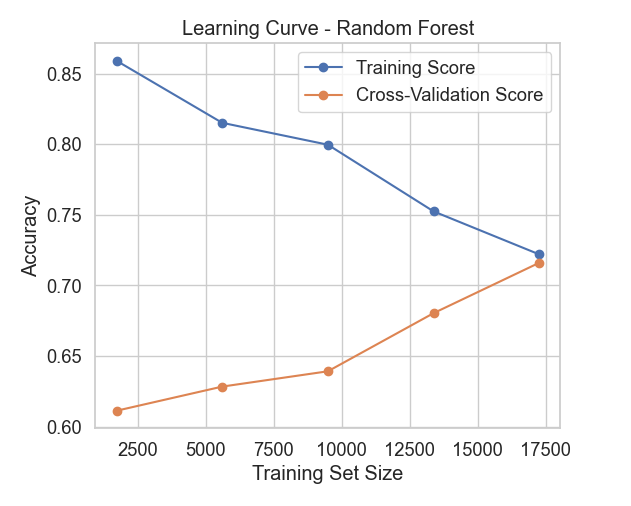 Learning Curve - Random Forest
Training Score
Cross-Validation Score
Accuracy
0.85
0.80
0.75
0.70
0.65
0.60
2500 5000 7500 10000 12500 15000 17500
Training Set Size